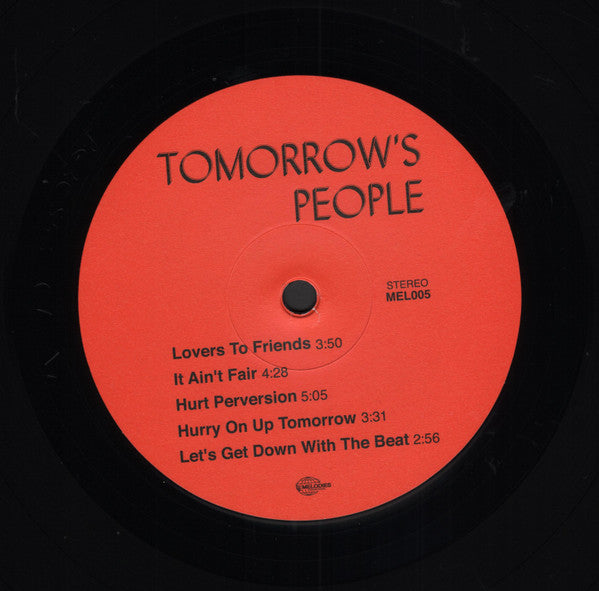 TOMORROW'S
PEOPLE
STEREO
MEL005
Lovers To Friends 3:50
It Ain't Fair 4:28
Hurt Perversion 5:05
Hurry On Up Tomorrow 3:31
Let's Get Down With The Beat 2:56
MELODIES